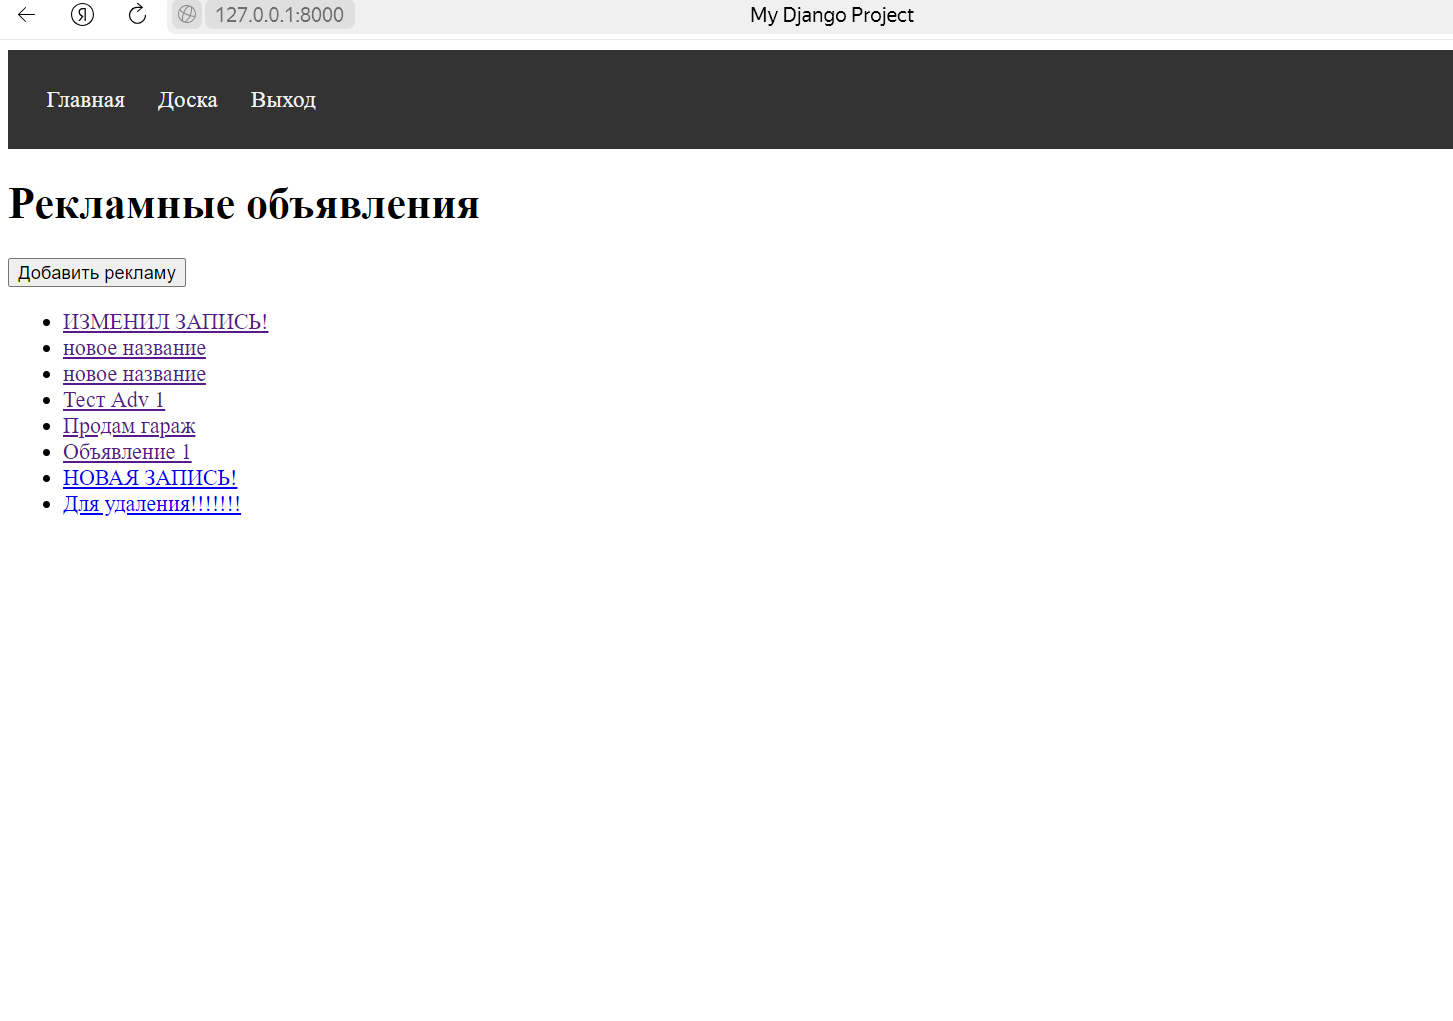 127.0.0.1:8000 My Django Project
Главная Доска Выход
Рекламные объявления
Добавить рекламу
ИЗМЕНИЛ ЗАПИСЬ!
новое название
новое название
Тест Adv 1
Продам гараж
Объявление 1
НОВАЯ ЗАПИСЬ!
Для удаления!!!!!!!